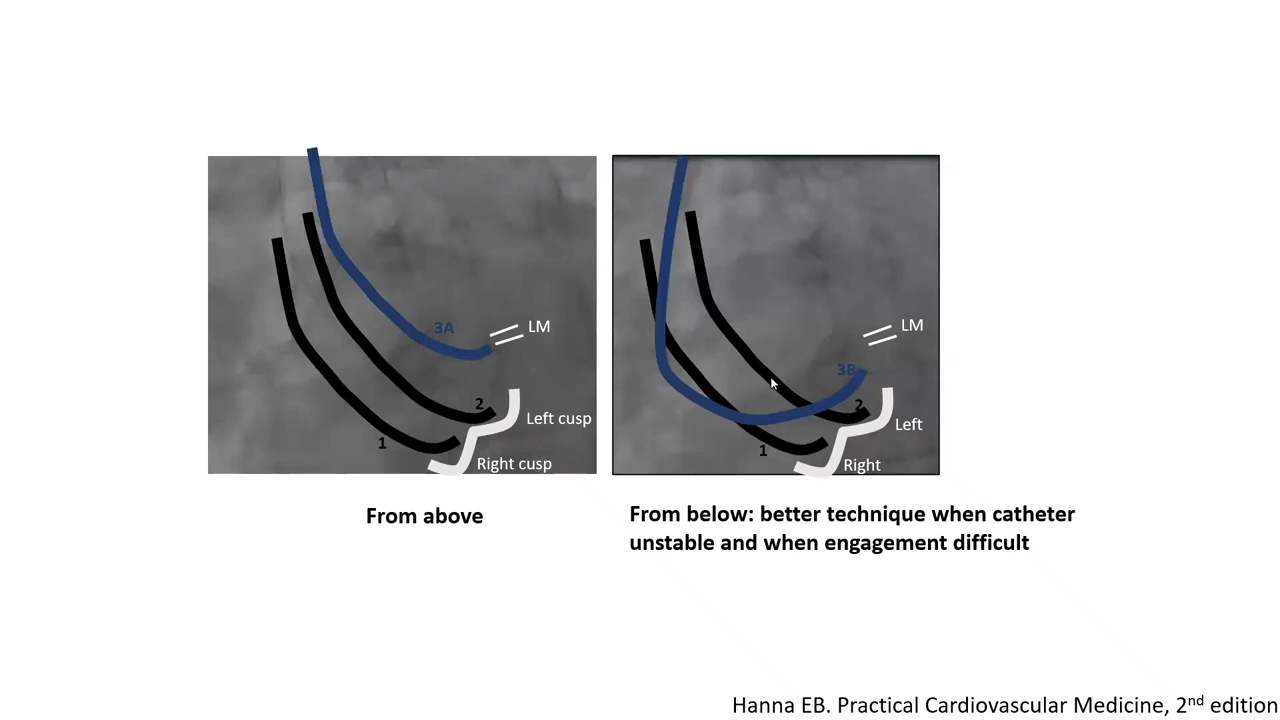 3A
LM
2
Left cusp
1
Right cusp
LM
3B
2
Left
1
Right
From above
From below: better technique when catheter
unstable and when engagement difficult
Hanna EB. Practical Cardiovascular Medicine, 2nd edition